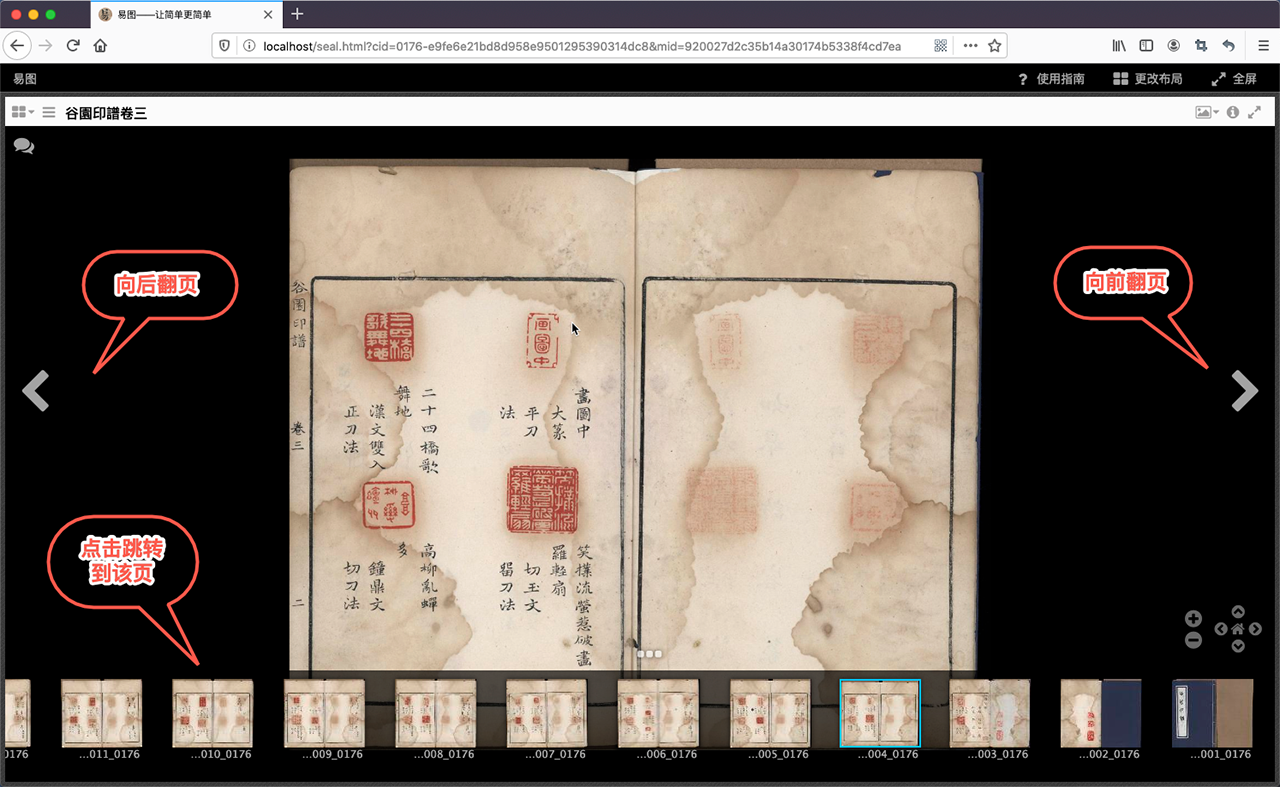 易图——让简单更简单
localhost/seal.html?cid=0176-e9fe6e21bd8d958e9501295390314dc8&mid=920027d2c35b14a30174b5338f4cd7ea
易图
? 使用指南
更改布局
全屏
谷園印譜卷三
向后翻页
向前翻页
点击跳转
到该页
畫圖中
大篆
平刀
法
二十四橋歌
舞地
漢文雙入
正刀法
笑撲流螢惹破畫
羅輕扇
切玉文
留刀法
高柳亂蟬
多
鐘鼎文
切刀法
谷園印譜
卷三
二
0176
...011_0176
...010_0176
...009_0176
...008_0176
...007_0176
...006_0176
...005_0176
...004_0176
...003_0176
...002_0176
...001_0176